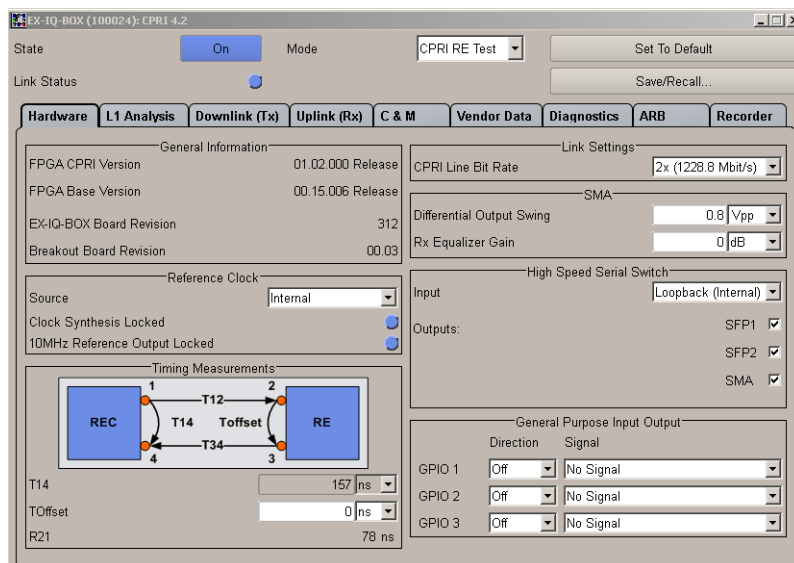 EX-IQ-BOX (100024): CPRI 4.2
State On Mode CPRI RE Test Set To Default
Link Status Save/Recall...
Hardware L1 Analysis Downlink (Tx) Uplink (Rx) C & M Vendor Data Diagnostics ARB Recorder
General Information
FPGA CPRI Version 01.02.000 Release
FPGA Base Version 00.15.006 Release
EX-IQ-BOX Board Revision 312
Breakout Board Revision 00.03
Reference Clock
Source Internal
Clock Synthesis Locked
10MHz Reference Output Locked
Timing Measurements
1 T12 2
REC T14 Toffset RE
4 T34 3
T14 157 ns
TOffset 0 ns
R21 78 ns
Link Settings
CPRI Line Bit Rate 2x (1228.8 Mbit/s)
SMA
Differential Output Swing 0.8 Vpp
Rx Equalizer Gain 0 dB
High Speed Serial Switch
Input Loopback (Internal)
Outputs: SFP1
SFP2
SMA
General Purpose Input Output
Direction Signal
GPIO 1 Off No Signal
GPIO 2 Off No Signal
GPIO 3 Off No Signal